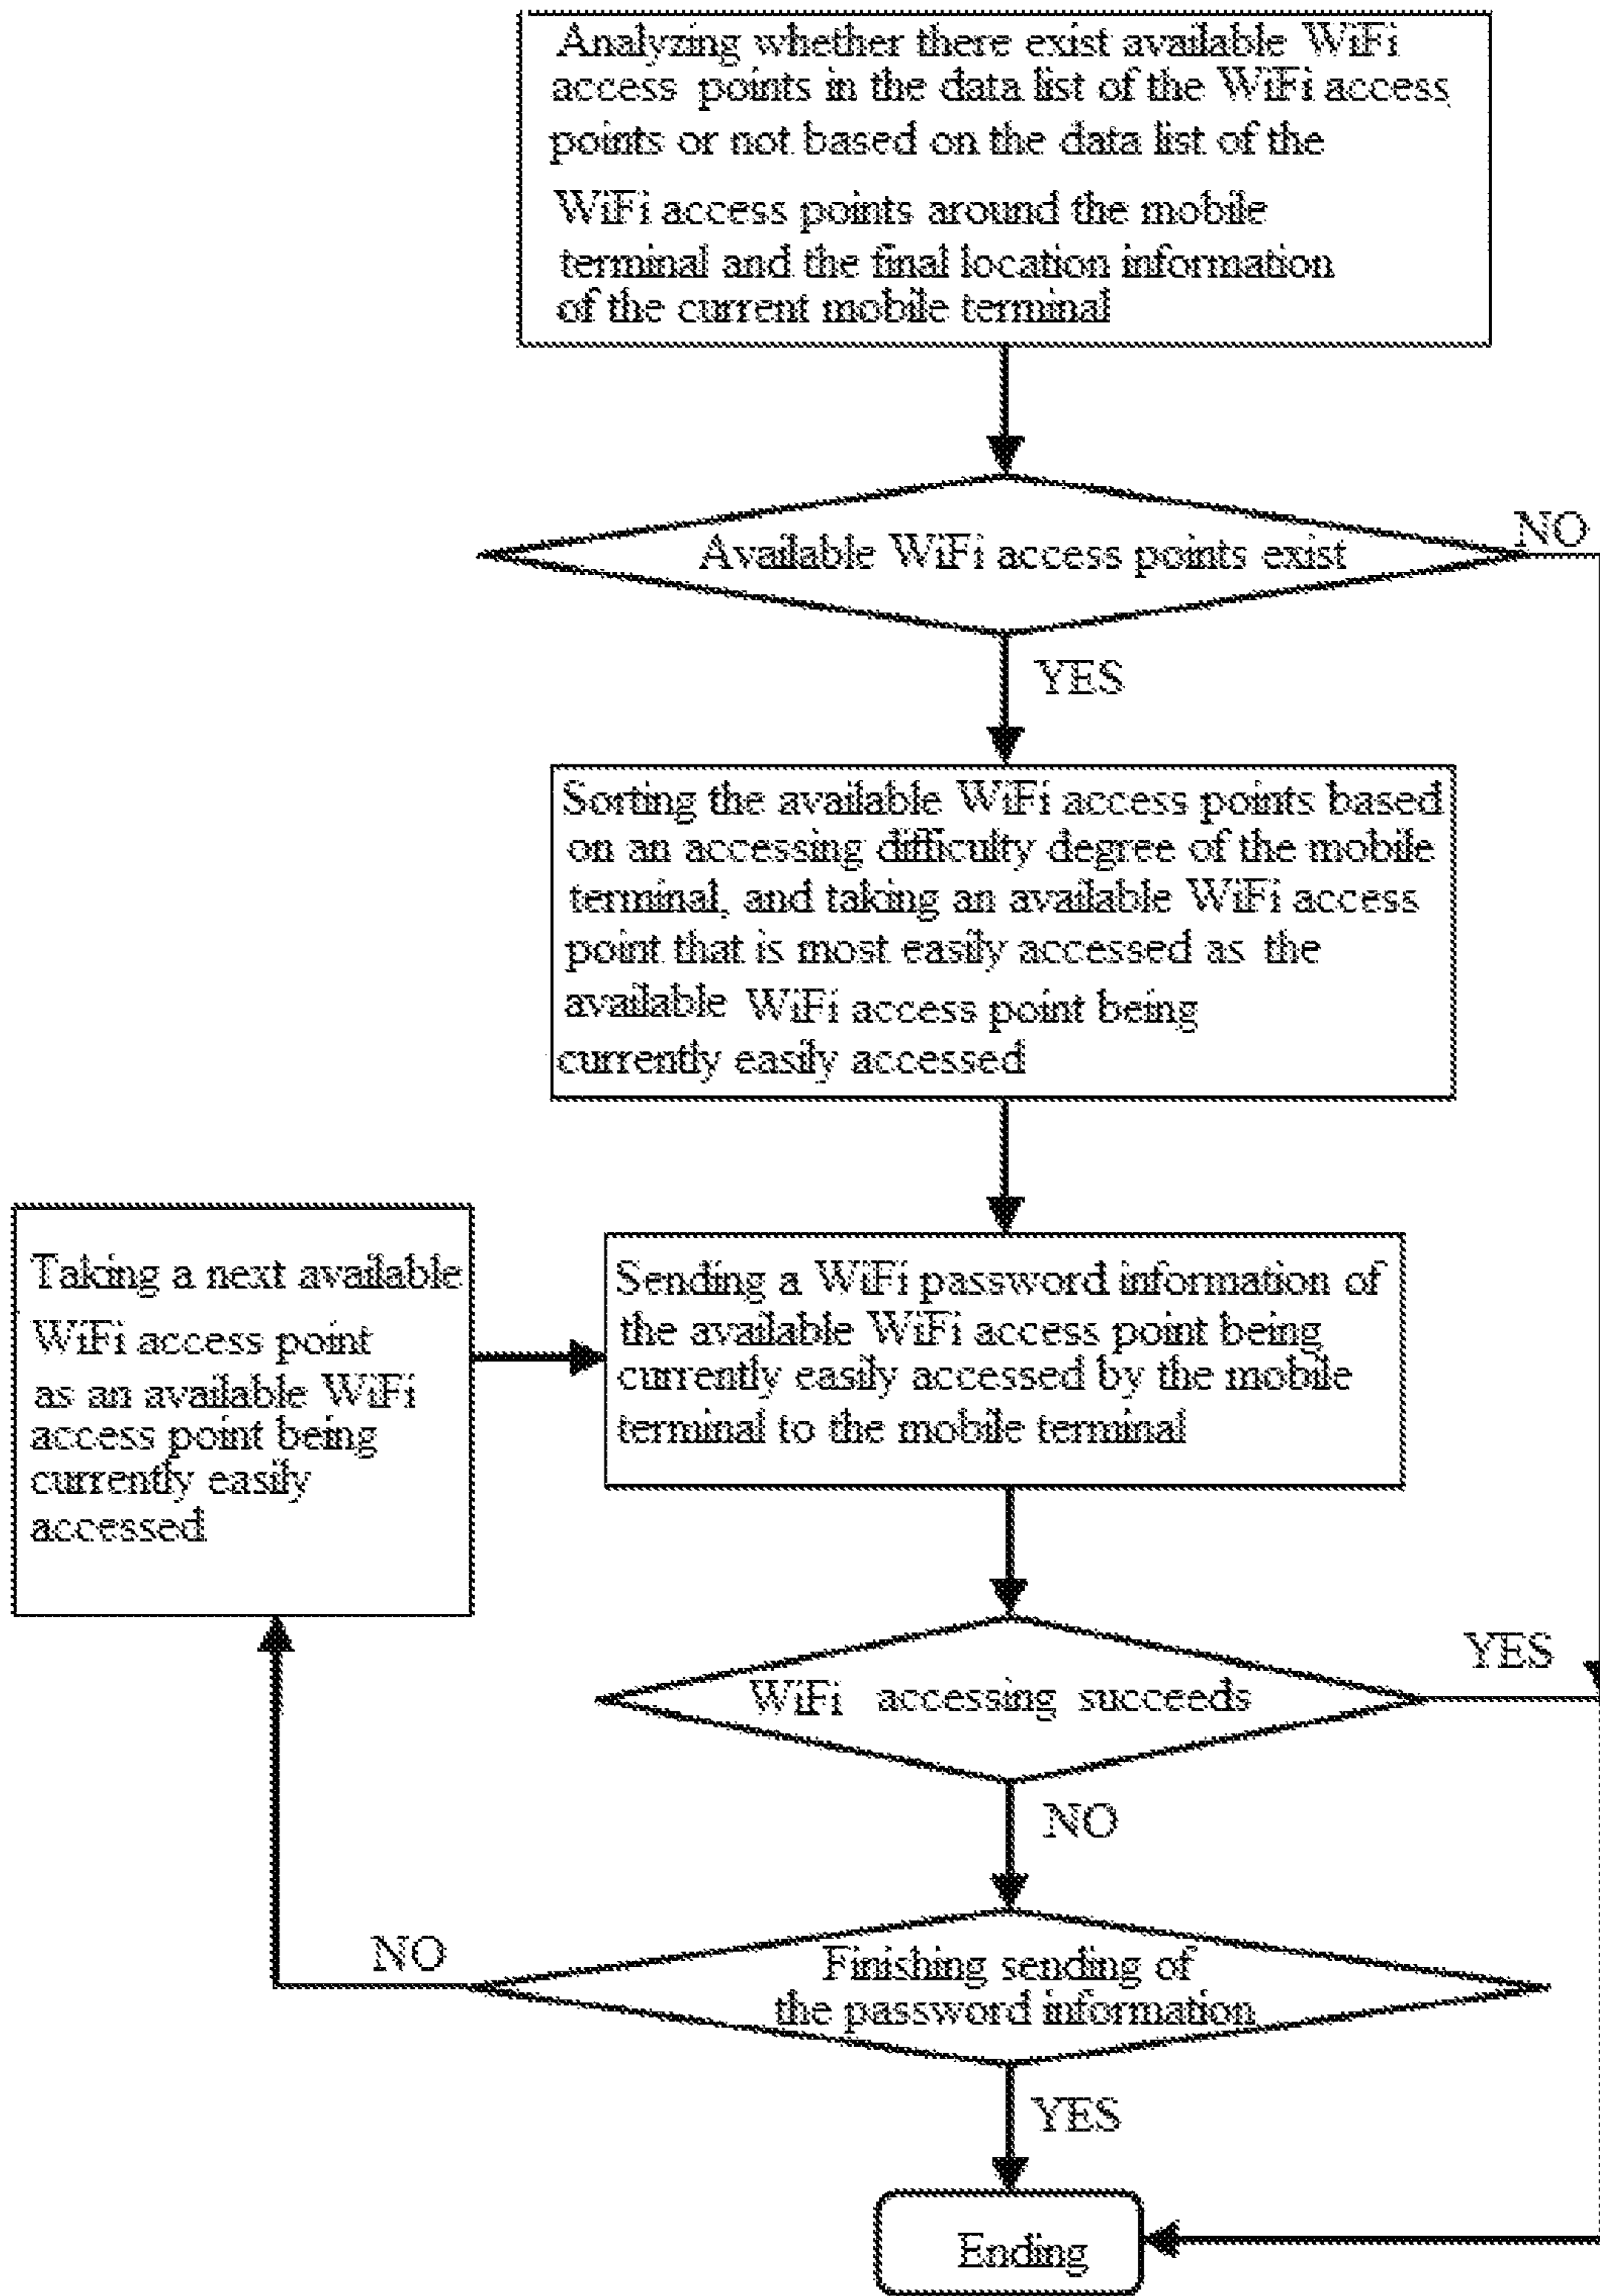 Analyzing whether there exist available WiFi
access points in the data list of the WiFi access
points or not based on the data list of the
WiFi access points around the mobile
terminal and the final location information
of the current mobile terminal
Available WiFi access points exist
NO
YES
Sorting the available WiFi access points based
on an accessing difficulty degree of the mobile
terminal, and taking an available WiFi access
point that is most easily accessed as the
available WiFi access point being
currently easily accessed
Taking a next available
WiFi access point
as an available WiFi
access point being
currently easily
accessed
Sending a WiFi password information of
the available WiFi access point being
currently easily accessed by the mobile
terminal to the mobile terminal
WiFi accessing succeeds
YES
NO
Finishing sending of
the password information
NO
YES
Ending